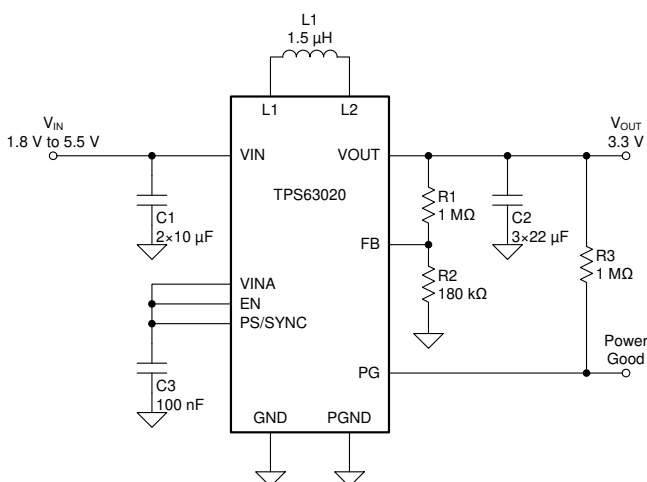 L1
1.5 µH
L1
L2
V_IN
1.8 V to 5.5 V
VIN
VOUT
V_OUT
3.3 V
TPS63020
R1
1 MΩ
C1
2×10 µF
C2
3×22 µF
FB
R3
1 MΩ
R2
180 kΩ
VINA
EN
PS/SYNC
Power
Good
C3
100 nF
PG
GND
PGND